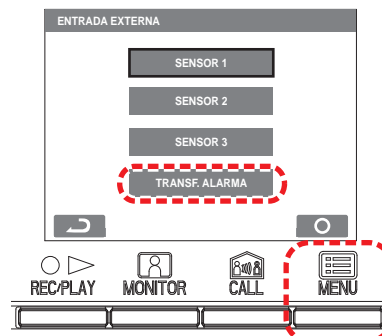 ENTRADA EXTERNA
SENSOR 1
SENSOR 2
SENSOR 3
TRANSF. ALARMA
REC/PLAY MONITOR CALL MENU